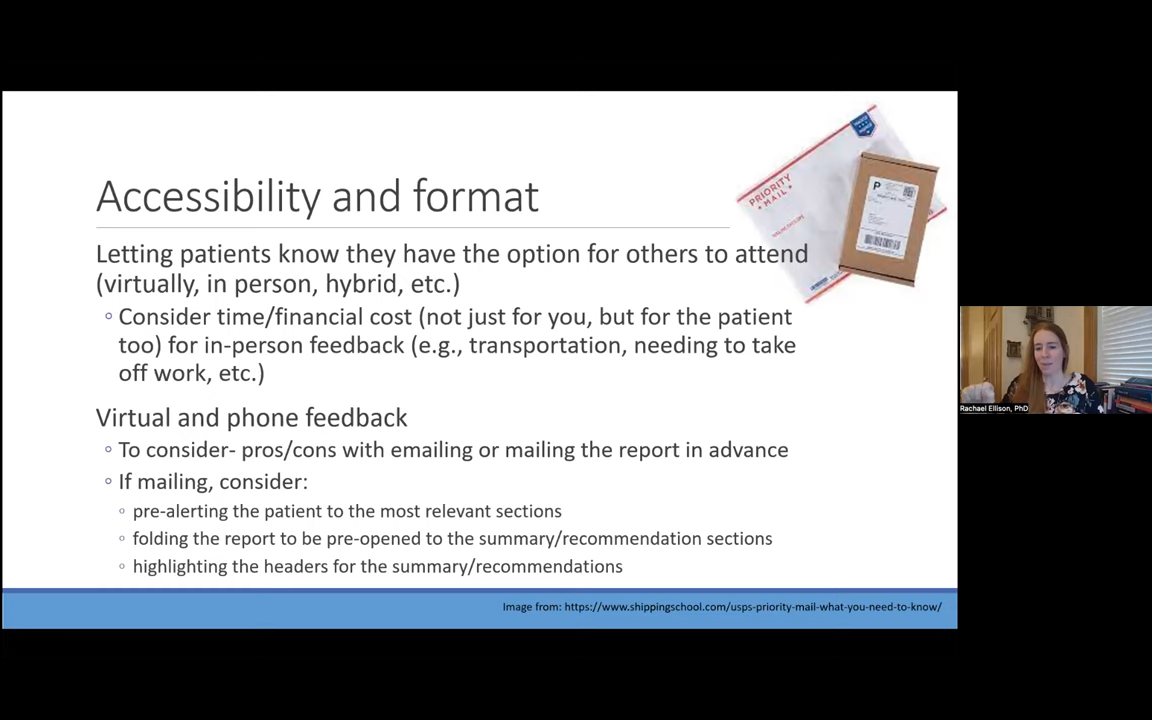 Accessibility and format
PRIORITY
MAIL
P
Letting patients know they have the option for others to attend
(virtually, in person, hybrid, etc.)
◦ Consider time/financial cost (not just for you, but for the patient
too) for in-person feedback (e.g., transportation, needing to take
off work, etc.)
Virtual and phone feedback
◦ To consider- pros/cons with emailing or mailing the report in advance
◦ If mailing, consider:
◦ pre-alerting the patient to the most relevant sections
◦ folding the report to be pre-opened to the summary/recommendation sections
◦ highlighting the headers for the summary/recommendations
Image from: https://www.shippingschool.com/usps-priority-mail-what-you-need-to-know/
Rachael Ellison, PhD